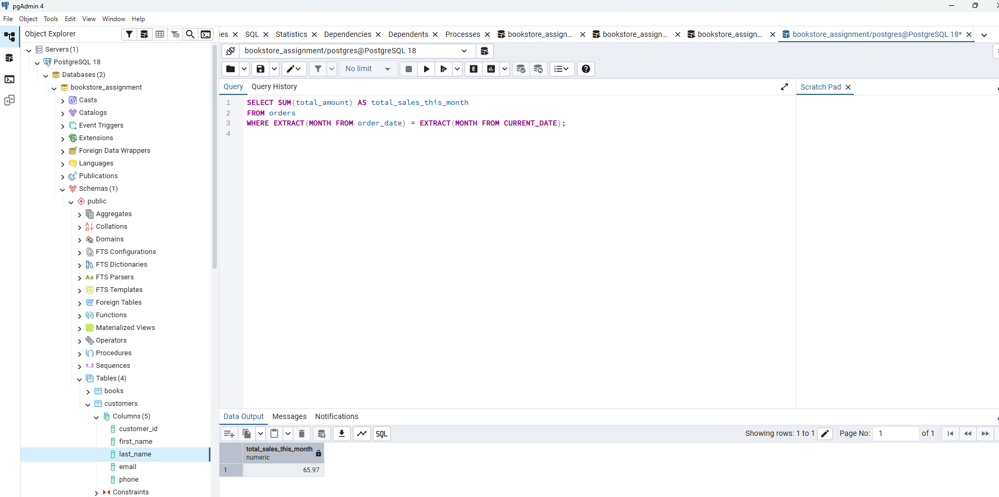 pgAdmin 4
File Object Tools Edit View Window Help
Object Explorer
ies SQL Statistics Dependencies Dependents Processes bookstore_assign... bookstore_assign... bookstore_assign... bookstore_assignment/postgres@PostgreSQL 18*
Servers (1)
PostgreSQL 18
Databases (2)
bookstore_assignment
Casts
Catalogs
Event Triggers
Extensions
Foreign Data Wrappers
Languages
Publications
Schemas (1)
public
Aggregates
Collations
Domains
FTS Configurations
FTS Dictionaries
Aa FTS Parsers
FTS Templates
Foreign Tables
Functions
Materialized Views
Operators
Procedures
1..3 Sequences
Tables (4)
books
customers
Columns (5)
customer_id
first_name
last_name
email
phone
Constraints
bookstore_assignment/postgres@PostgreSQL 18
No limit
E
Query Query History
Scratch Pad
1 SELECT SUM(total_amount) AS total_sales_this_month
2 FROM orders
3 WHERE EXTRACT(MONTH FROM order_date) = EXTRACT(MONTH FROM CURRENT_DATE);
4
Data Output Messages Notifications
SQL
Showing rows: 1 to 1 Page No: 1 of 1
total_sales_this_month
numeric
1 65.97